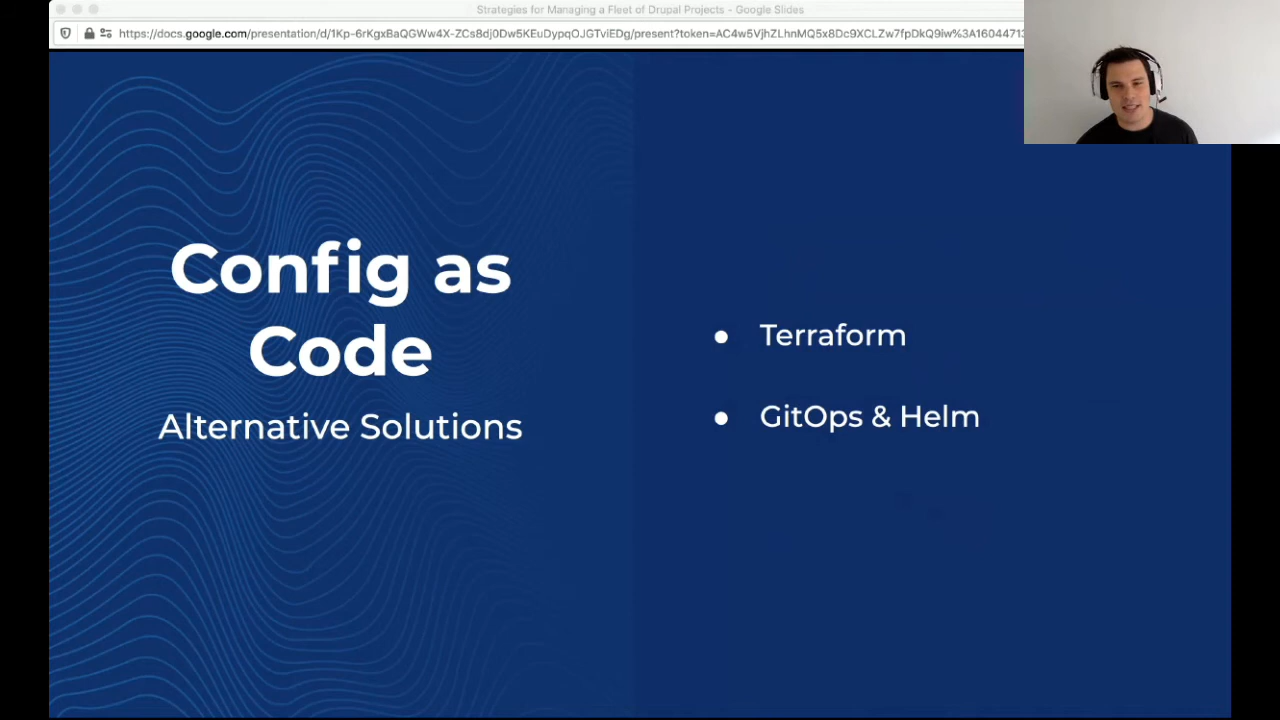 Strategies for Managing a Fleet of Drupal Projects - Google Slides
https://docs.google.com/presentation/d/1Kp-6rKgxBaQGWw4X-ZCs8dj0Dw5KEuDypqOJGTviEDg/present?token=AC4w5VjhZLhnMQ5x8Dc9XCLZw7fpDkQ9iw%3A16044713
Config as
Code
Alternative Solutions
● Terraform
● GitOps & Helm